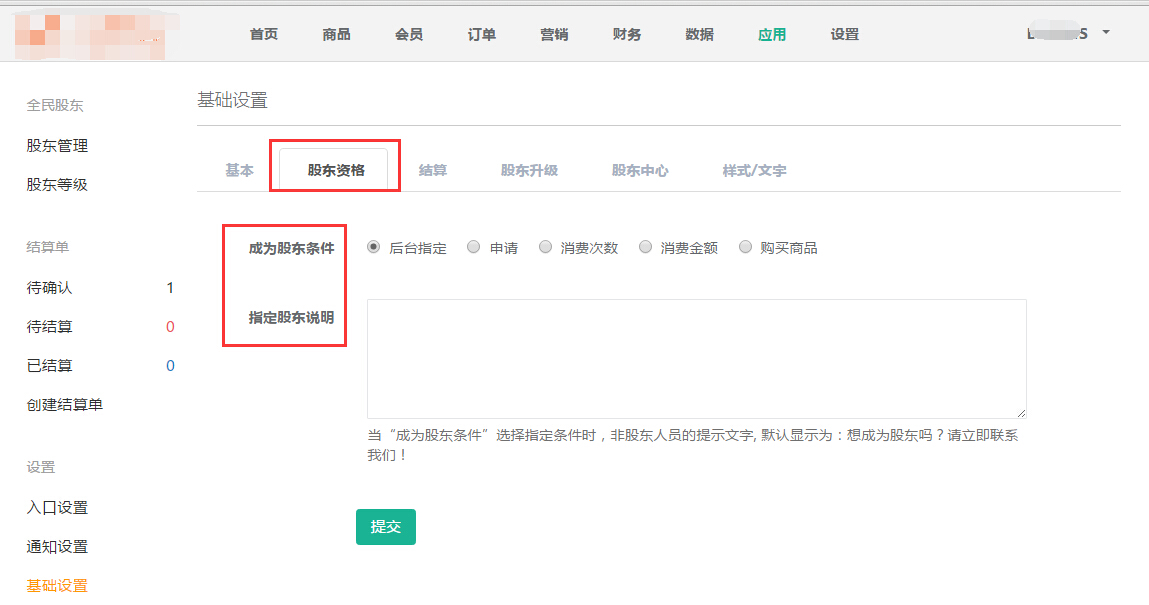 首页 商品 会员 订单 营销 财务 数据 应用 设置
全民股东
股东管理
股东等级
结算单
待确认 1
待结算 0
已结算 0
创建结算单
设置
入口设置
通知设置
基础设置
基础设置
基本 股东资格 结算 股东升级 股东中心 样式/文字
成为股东条件 后台指定 申请 消费次数 消费金额 购买商品
指定股东说明
当“成为股东条件”选择指定条件时，非股东人员的提示文字, 默认显示为：想成为股东吗？请立即联系
我们！
提交